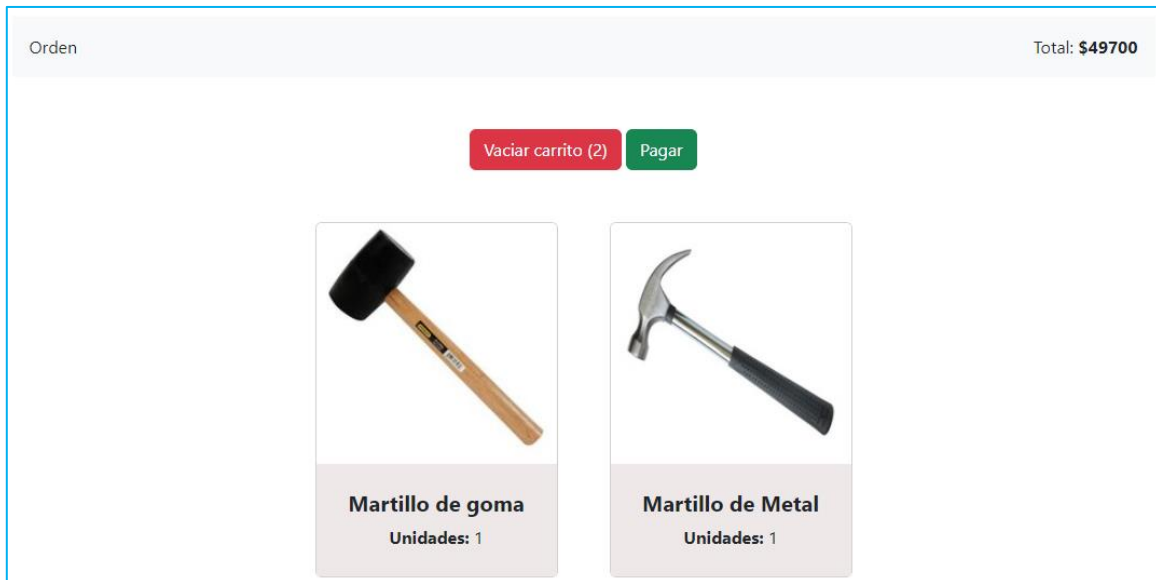 Orden
Total: $49700
Vaciar carrito (2)
Pagar
Martillo de goma
Unidades: 1
Martillo de Metal
Unidades: 1